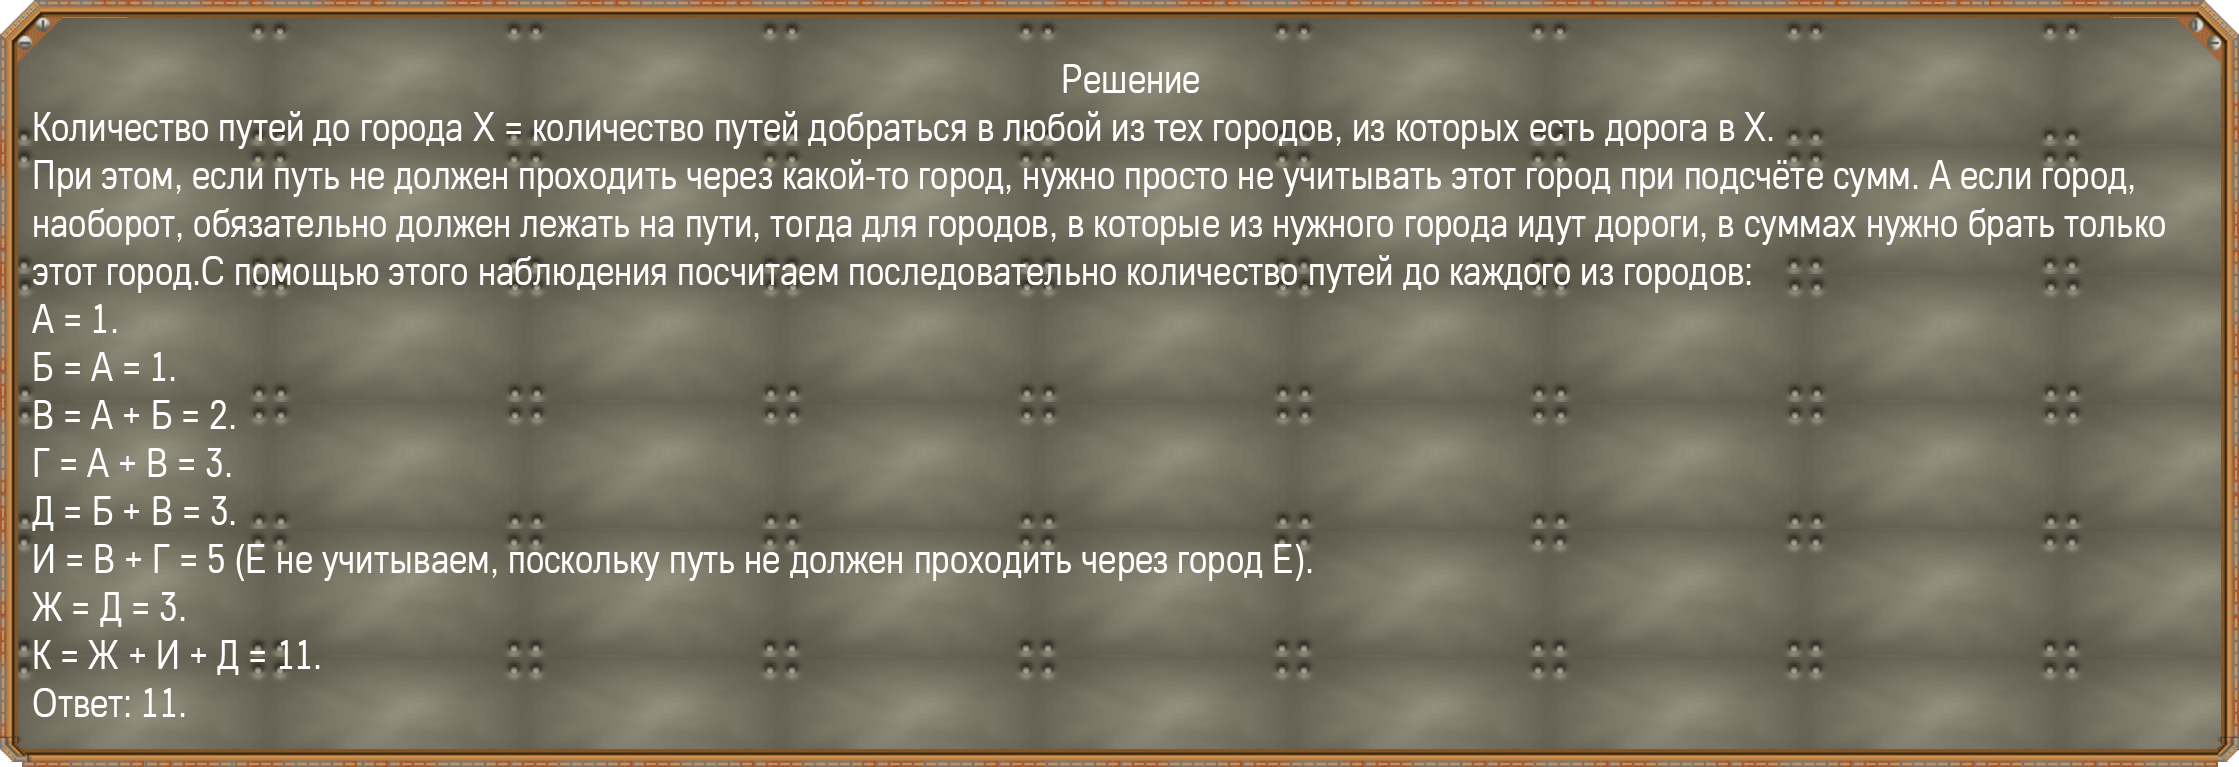 Решение
Количество путей до города Х = количество путей добраться в любой из тех городов, из которых есть дорога в Х.
При этом, если путь не должен проходить через какой-то город, нужно просто не учитывать этот город при подсчёте сумм. А если город,
наоборот, обязательно должен лежать на пути, тогда для городов, в которые из нужного города идут дороги, в суммах нужно брать только
этот город.С помощью этого наблюдения посчитаем последовательно количество путей до каждого из городов:
А = 1.
Б = А = 1.
В = А + Б = 2.
Г = А + В = 3.
Д = Б + В = 3.
И = В + Г = 5 (Е не учитываем, поскольку путь не должен проходить через город Е).
Ж = Д = 3.
К = Ж + И + Д = 11.
Ответ: 11.